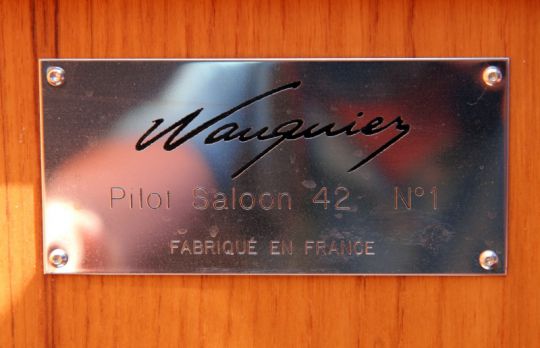 Wauquiez
Pilot Saloon 42 N°1
FABRIQUÉ EN FRANCE